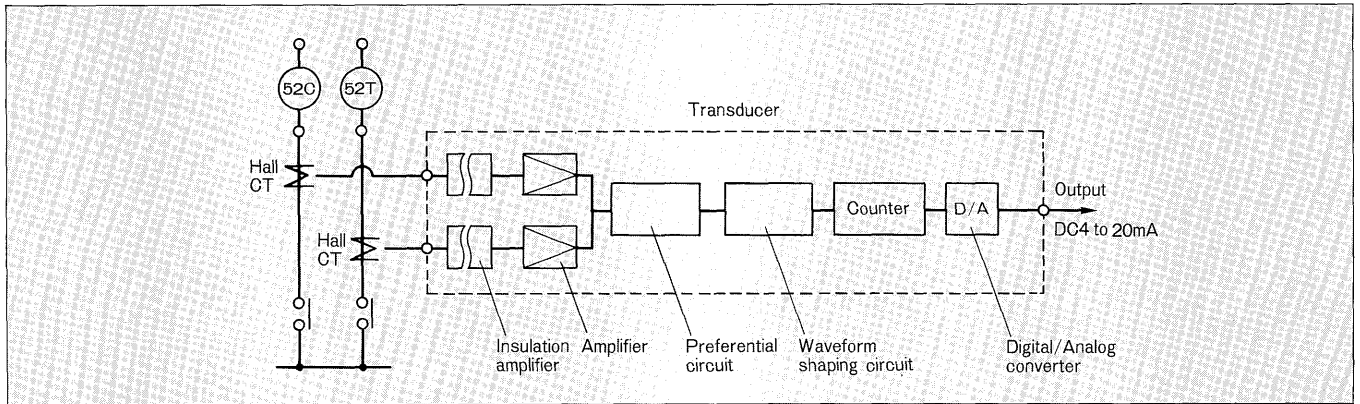 52C
52T
Transducer
Hall
CT
Hall
CT
Counter
D/A
Output
DC4 to 20mA
Insulation
amplifier
Amplifier
Preferential
circuit
Waveform
shaping circuit
Digital/Analog
converter